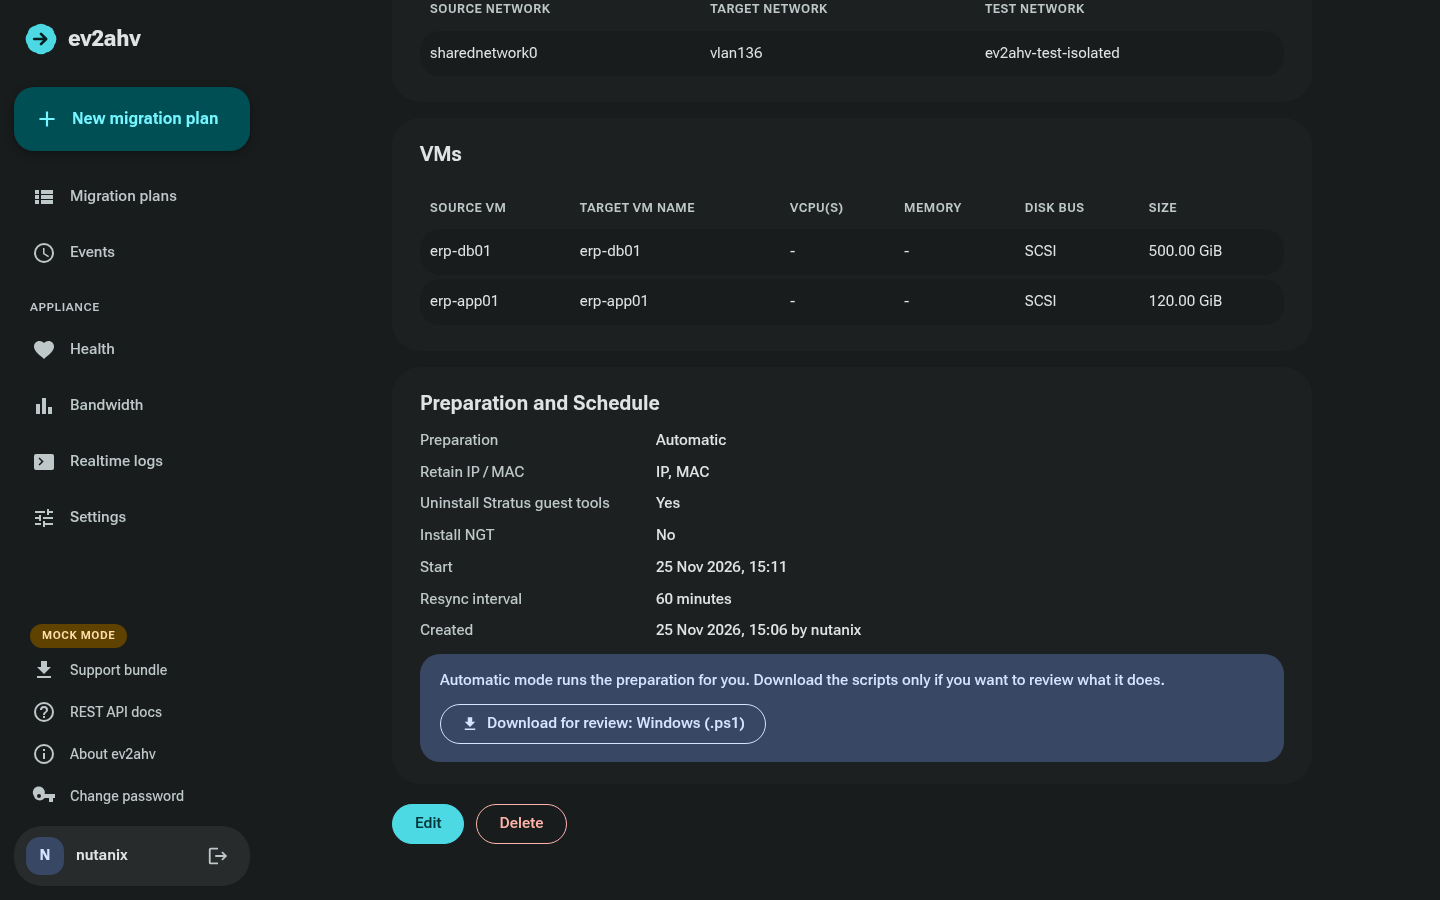 ev2ahv
New migration plan
Migration plans
Events
APPLIANCE
Health
Bandwidth
Realtime logs
Settings
MOCK MODE
Support bundle
REST API docs
About ev2ahv
Change password
N nutanix
SOURCE NETWORK TARGET NETWORK TEST NETWORK
sharednetwork0 vlan136 ev2ahv-test-isolated
VMs
SOURCE VM TARGET VM NAME VCPU(S) MEMORY DISK BUS SIZE
erp-db01 erp-db01 - - SCSI 500.00 GiB
erp-app01 erp-app01 - - SCSI 120.00 GiB
Preparation and Schedule
Preparation Automatic
Retain IP / MAC IP, MAC
Uninstall Stratus guest tools Yes
Install NGT No
Start 25 Nov 2026, 15:11
Resync interval 60 minutes
Created 25 Nov 2026, 15:06 by nutanix
Automatic mode runs the preparation for you. Download the scripts only if you want to review what it does.
Download for review: Windows (.ps1)
Edit Delete